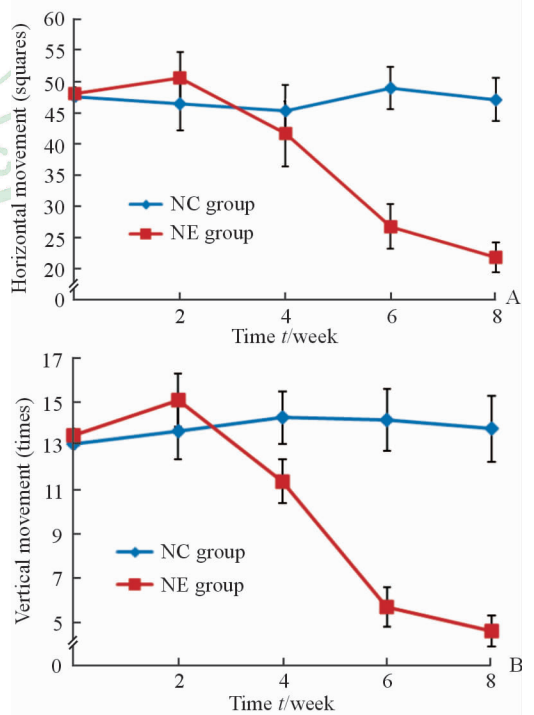 60
55
50
45
40
35
30
25
20
0
Horizontal movement (squares)
NC group
NE group
2 4 6 8
A
Time t/week
17
15
13
11
9
7
5
0
Vertical movement (times)
NC group
NE group
2 4 6 8
B
Time t/week